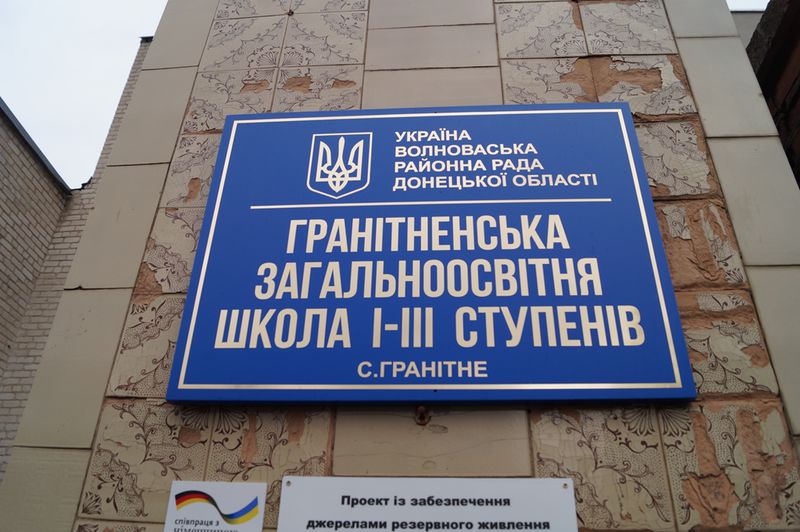 УКРАЇНА
ВОЛНОВАСЬКА
РАЙОННА РАДА
ДОНЕЦЬКОЇ ОБЛАСТІ
ГРАНІТНЕНСЬКА
ЗАГАЛЬНООСВІТНЯ
ШКОЛА І-ІІІ СТУПЕНІВ
С.ГРАНІТНЕ
співпраця з
Проект із забезпечення
джерелами резервного живлення